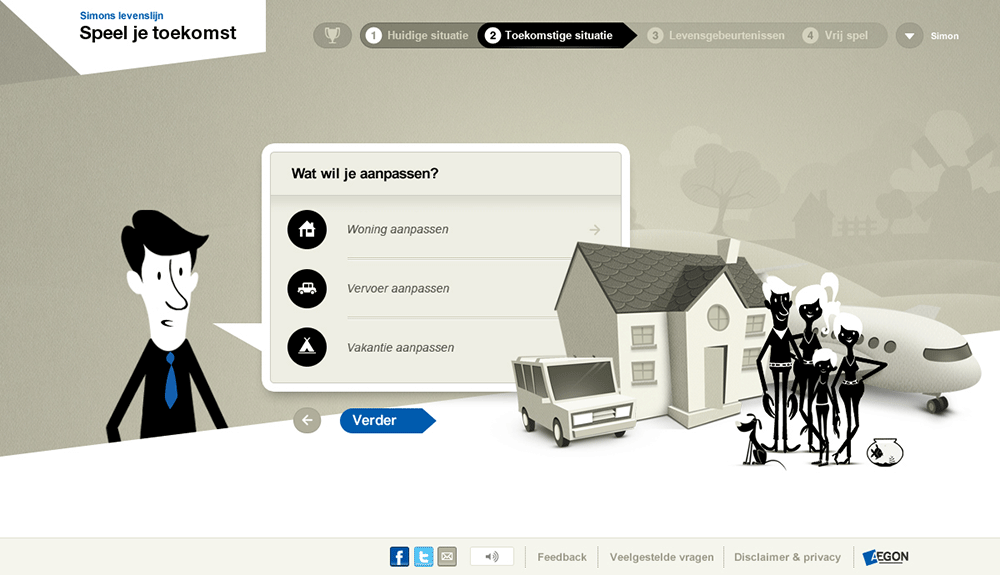 Simons levenslijn
Speel je toekomst
1 Huidige situatie
2 Toekomstige situatie
3 Levensgebeurtenissen
4 Vrij spel
Simon
Wat wil je aanpassen?
Woning aanpassen
Vervoer aanpassen
Vakantie aanpassen
Verder
f
t
Feedback
Veelgestelde vragen
Disclaimer & privacy
AEGON